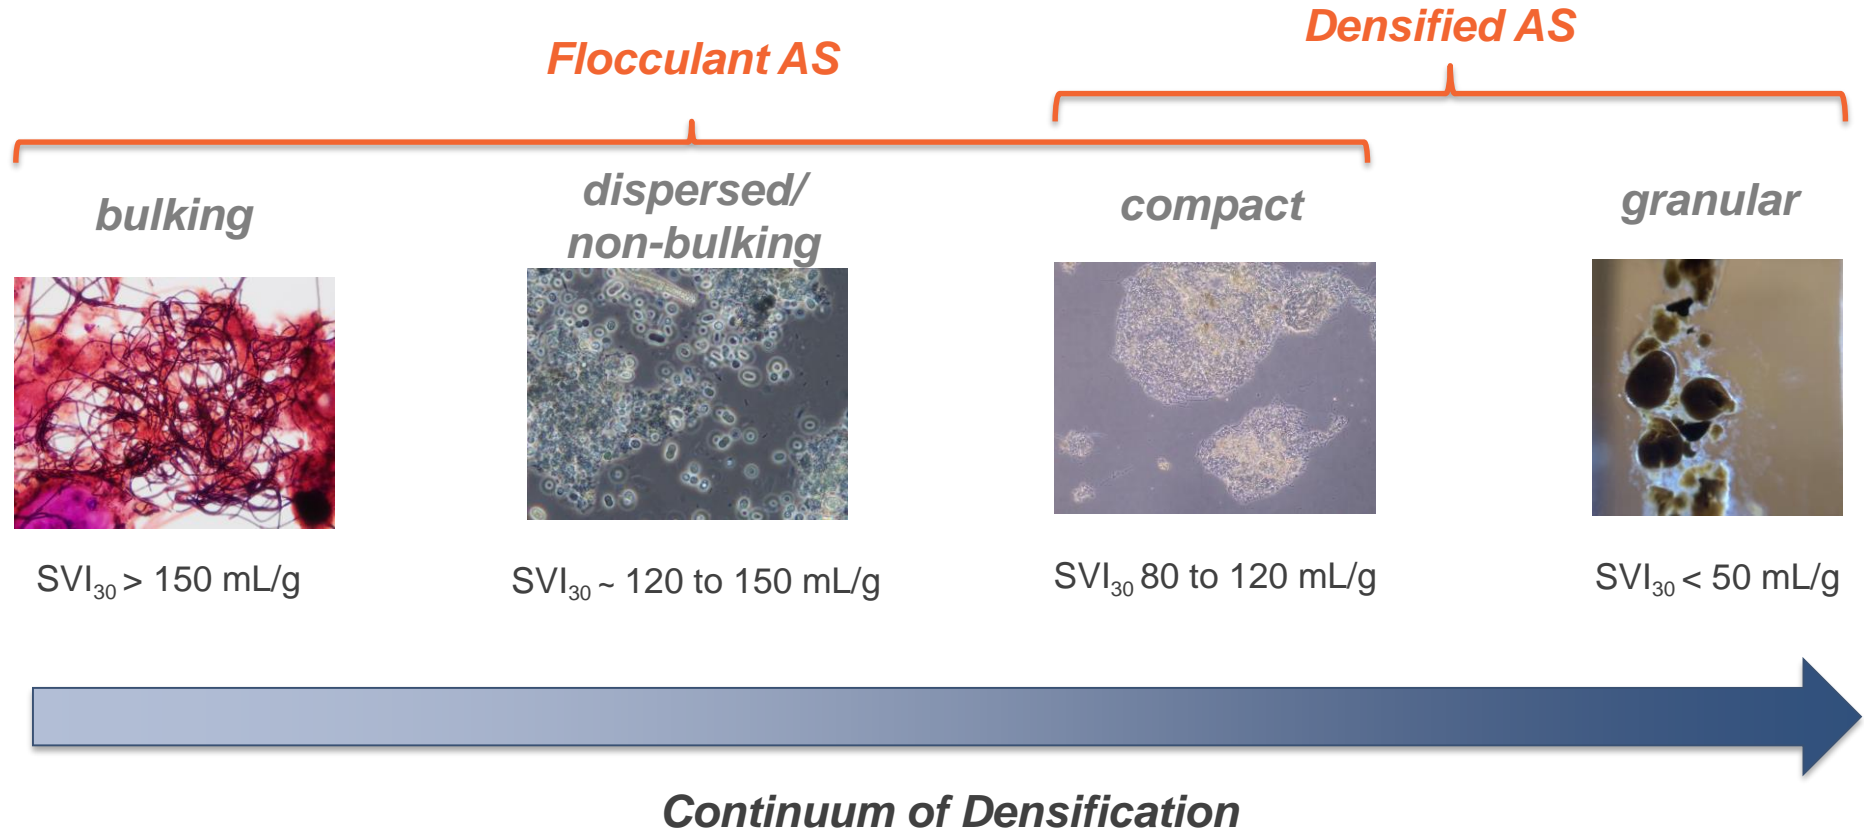 Flocculant AS
Densified AS
bulking
dispersed/
non-bulking
compact
granular
SVI30 > 150 mL/g
SVI30 ~ 120 to 150 mL/g
SVI30 80 to 120 mL/g
SVI30 < 50 mL/g
Continuum of Densification